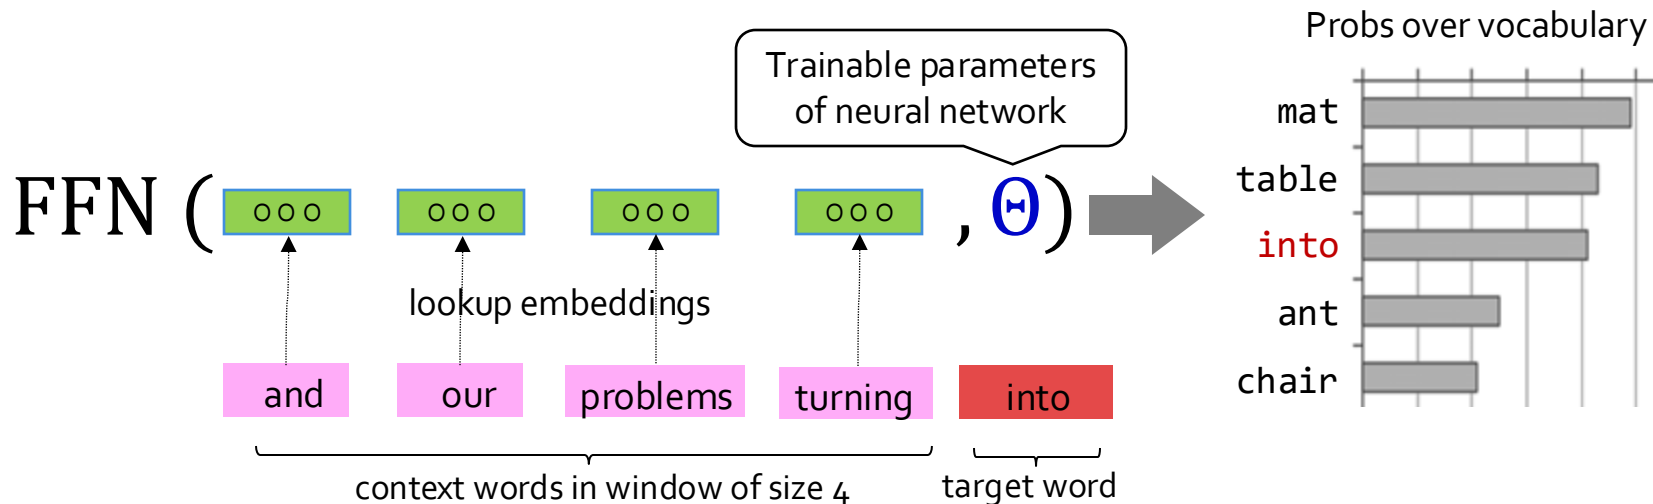 Probs over vocabulary
Trainable parameters
of neural network
mat
table
into
ant
chair
FFN ( ooo ooo ooo ooo , Θ)
lookup embeddings
and our problems turning into
context words in window of size 4
target word